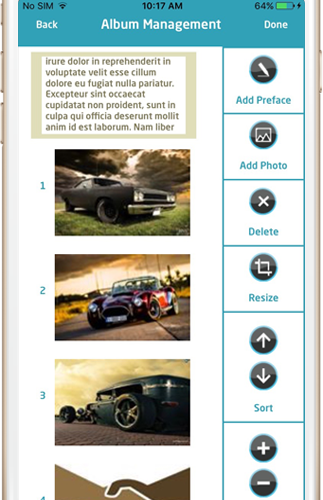 No SIM 10:17 AM 64%
Back Album Management Done
irure dolor in reprehenderit in
voluptate velit esse cillum
dolore eu fugiat nulla pariatur.
Excepteur sint occaecat
cupidatat non proident, sunt in
culpa qui officia deserunt mollit
anim id est laborum. Nam liber
Add Preface
Add Photo
1
Delete
2
Resize
3
Sort
4